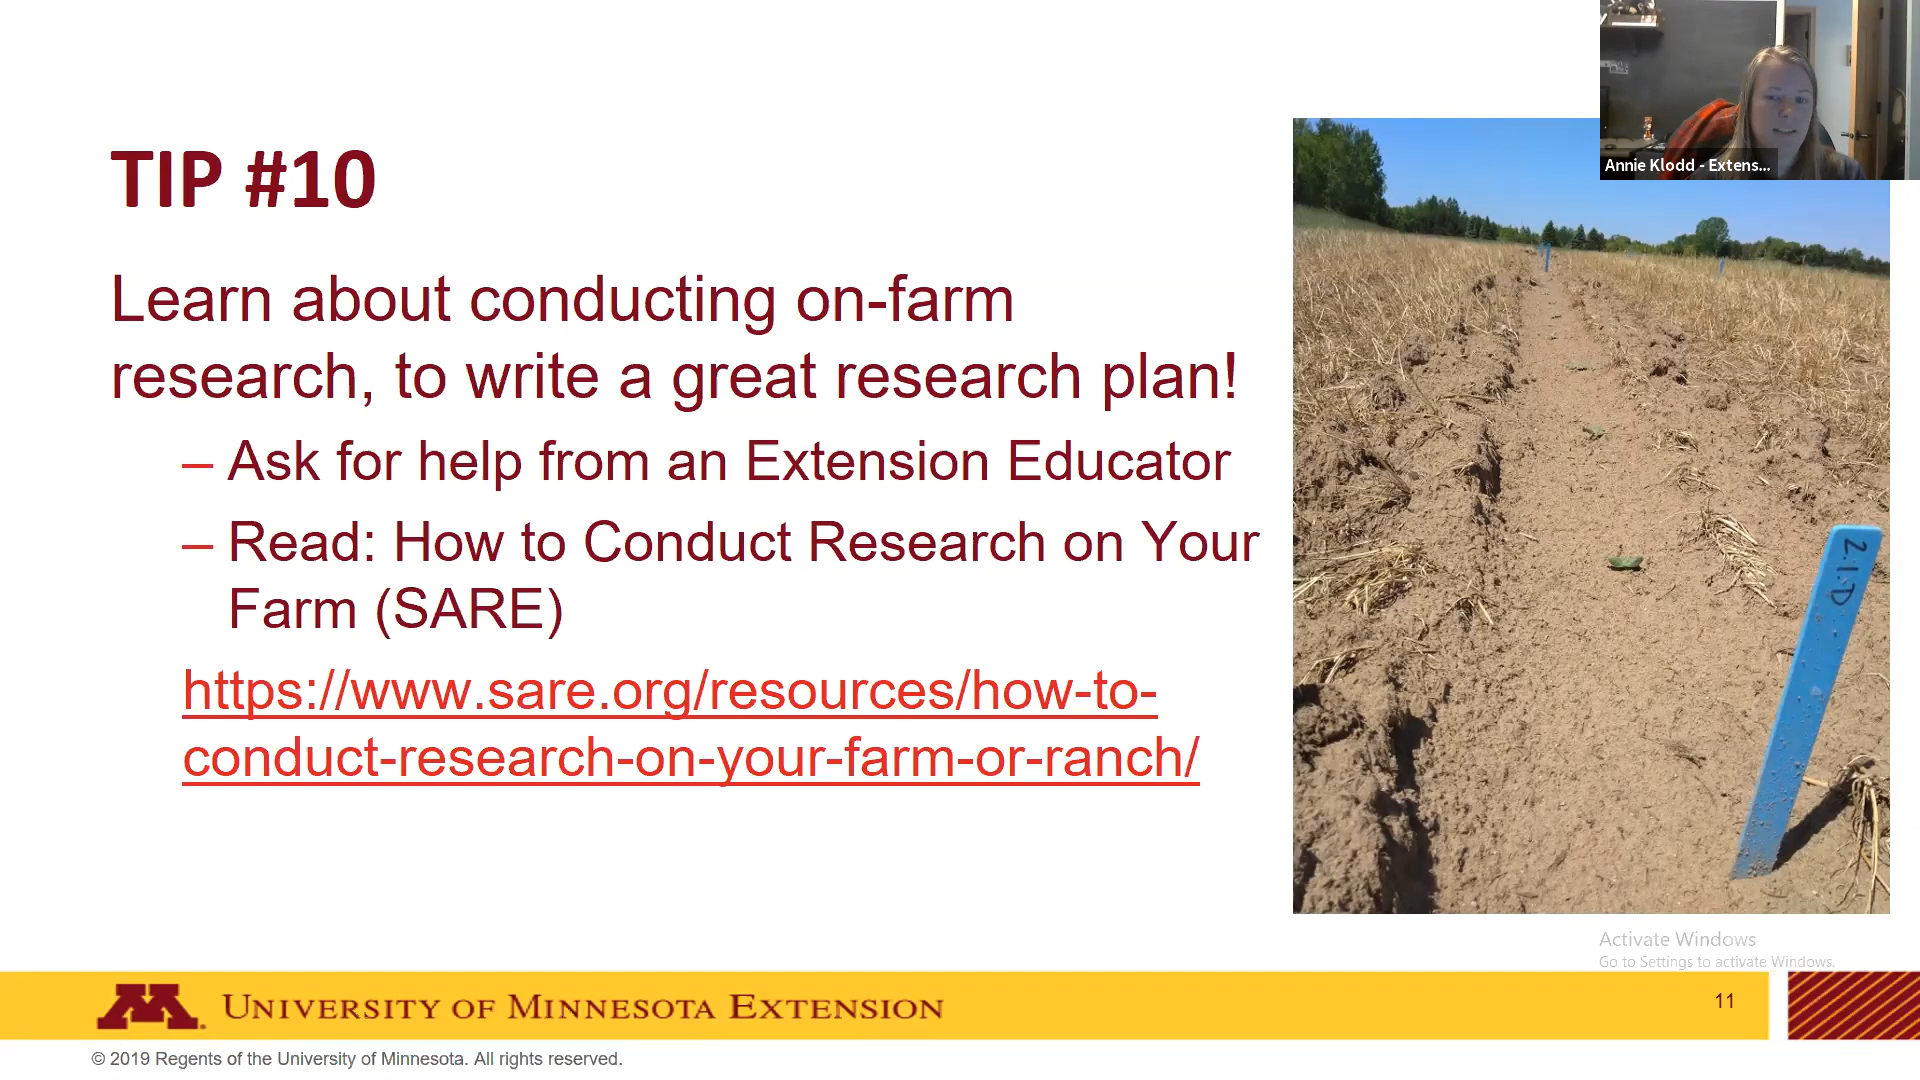 Annie Klodd - Extens...
TIP #10
Learn about conducting on-farm
research, to write a great research plan!
– Ask for help from an Extension Educator
– Read: How to Conduct Research on Your
Farm (SARE)
https://www.sare.org/resources/how-to-
conduct-research-on-your-farm-or-ranch/
2.1.D
Activate Windows
Go to Settings to activate Windows.
M
UNIVERSITY OF MINNESOTA EXTENSION
11
© 2019 Regents of the University of Minnesota. All rights reserved.